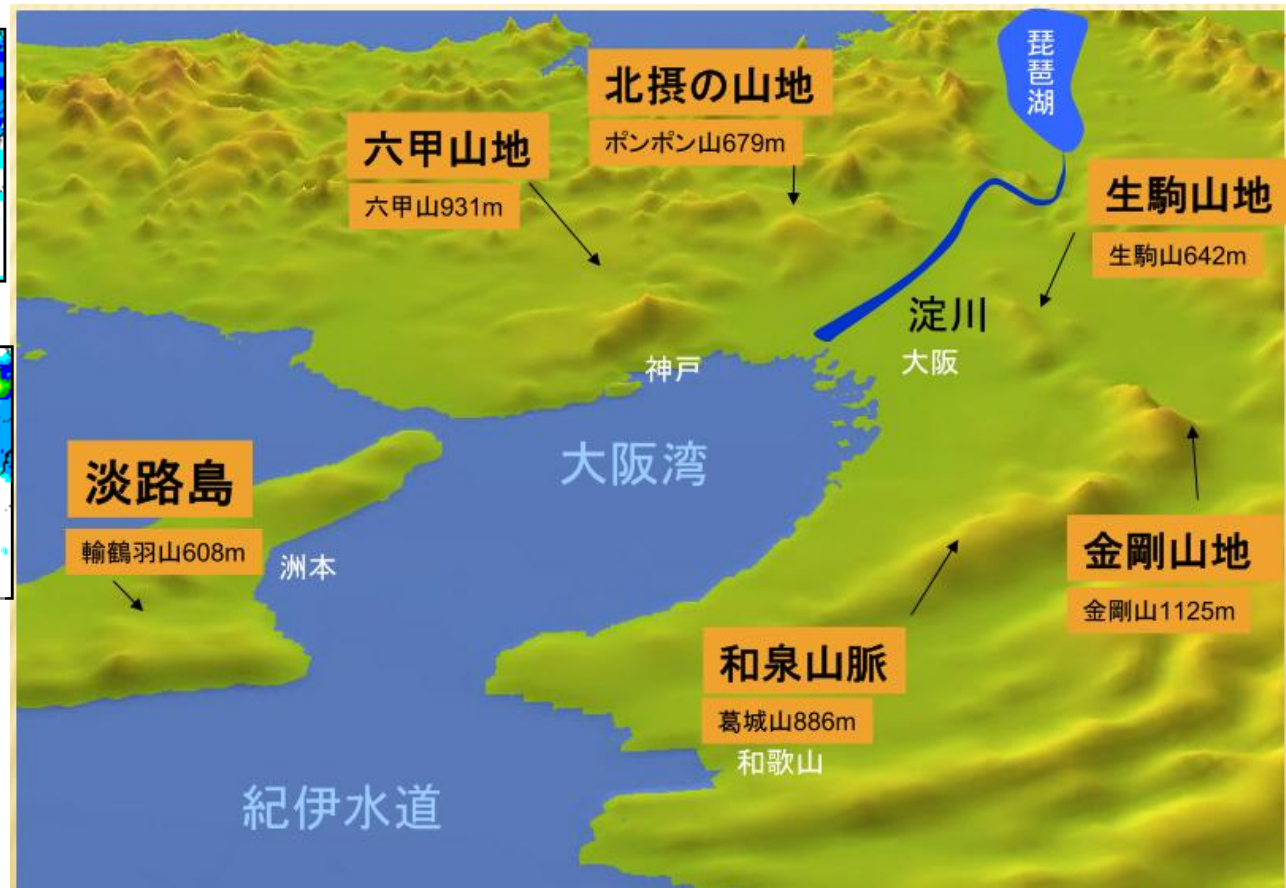 琵琶湖
北摂の山地
ポンポン山679m
六甲山地
六甲山931m
生駒山地
生駒山642m
淀川
大阪
神戸
大阪湾
淡路島
輸鶴羽山608m
洲本
金剛山地
金剛山1125m
和泉山脈
葛城山886m
和歌山
紀伊水道